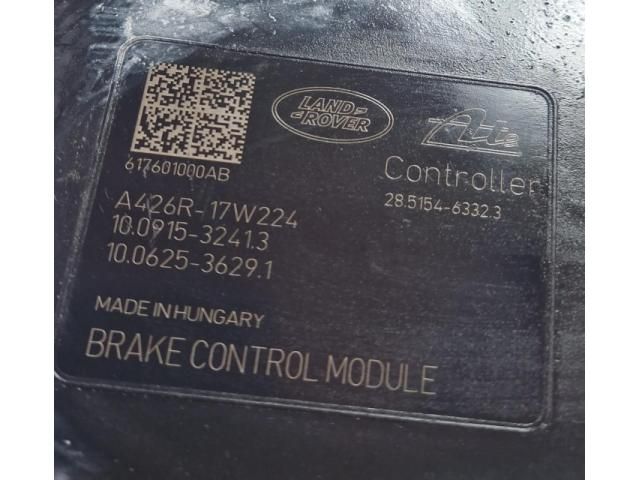 LAND-
-ROVER
Ate
617601000AB
Controller
28.5154-6332.3
A426R-17W224
10.0915-3241.3
10.0625-3629.1
MADE IN HUNGARY
BRAKE CONTROL MODULE